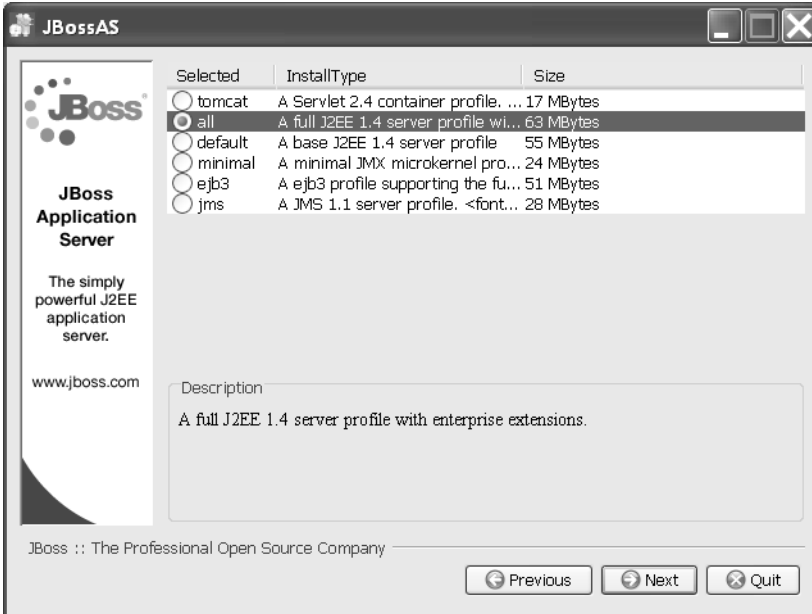 JBossAS
Selected InstallType Size
tomcat A Servlet 2.4 container profile. ... 17 MBytes
all A full J2EE 1.4 server profile wi... 63 MBytes
default A base J2EE 1.4 server profile 55 MBytes
minimal A minimal JMX microkernel pro... 24 MBytes
ejb3 A ejb3 profile supporting the fu... 51 MBytes
jms A JMS 1.1 server profile. <font... 28 MBytes
JBoss®
JBoss
Application
Server
The simply
powerful J2EE
application
server.
www.jboss.com
Description
A full J2EE 1.4 server profile with enterprise extensions.
JBoss :: The Professional Open Source Company
Previous Next Quit